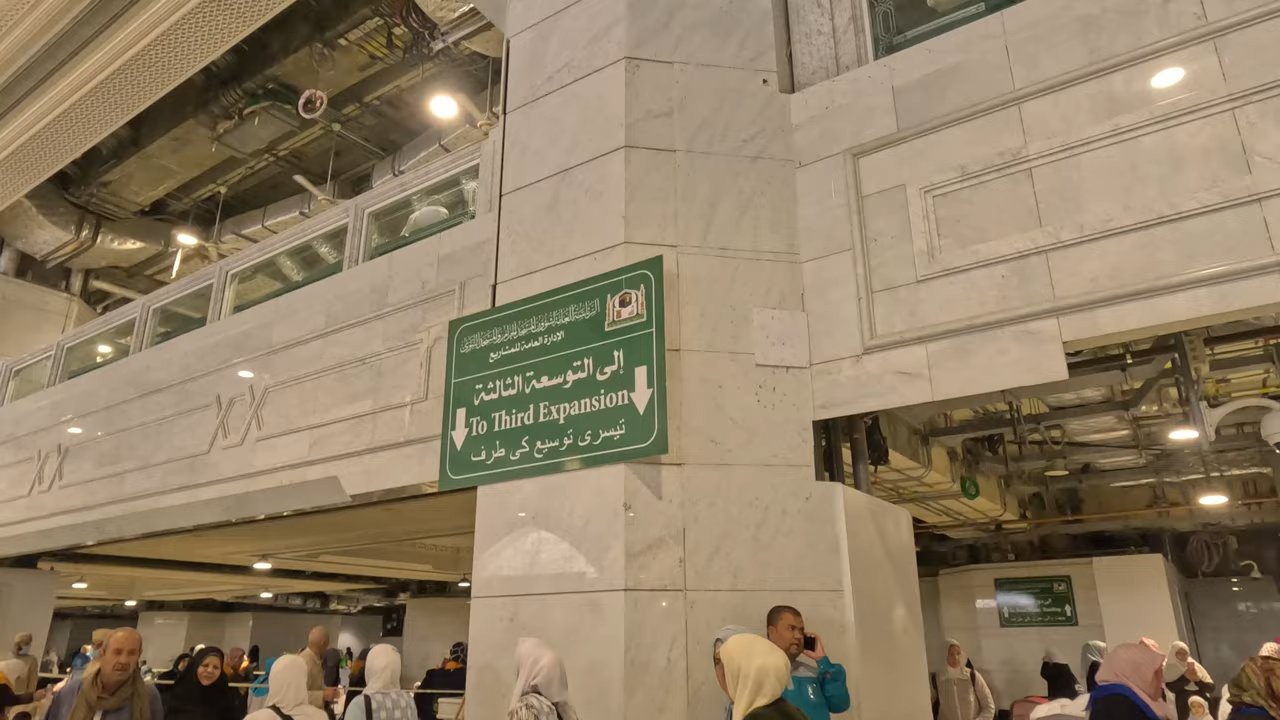 الرئاسة العامة لشؤون المسجد الحرام والمسجد النبوي
الإدارة العامة للمشاريع
إلى التوسعة الثالثة
To Third Expansion
تیسری توسیع کی طرف